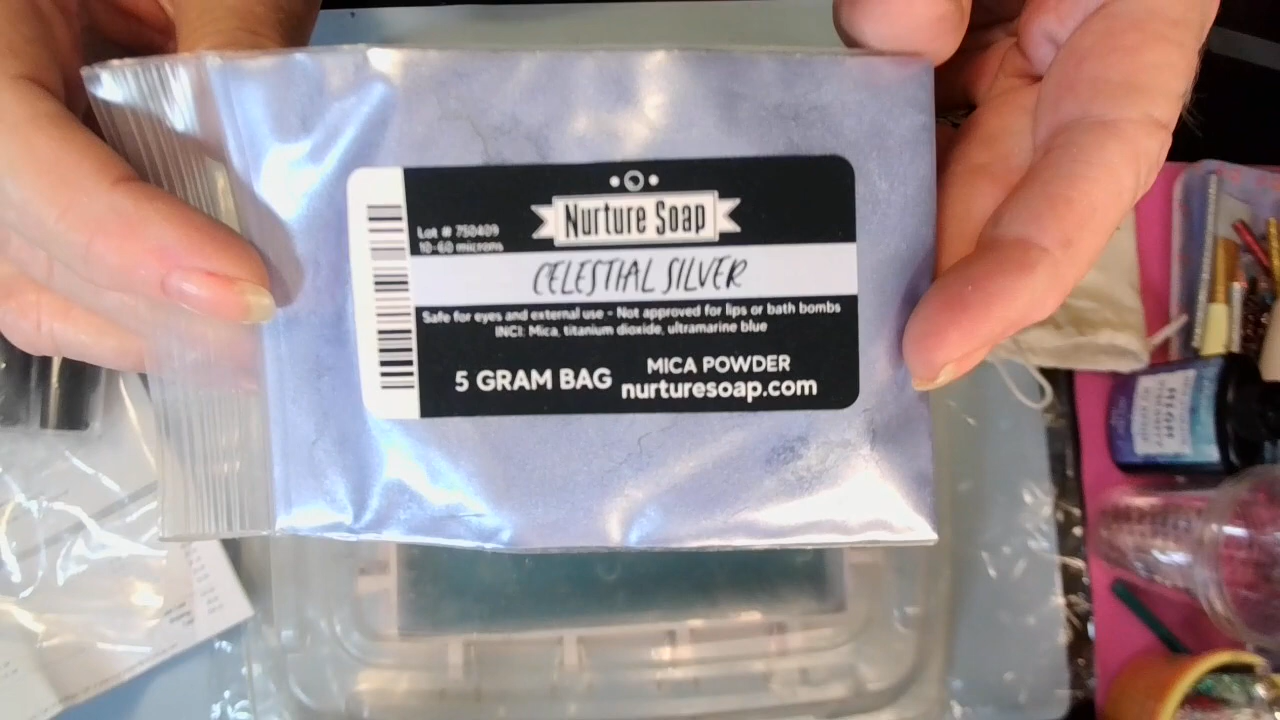 Lot # 750409
10-60 microns
Nurture Soap
CELESTIAL SILVER
Safe for eyes and external use - Not approved for lips or bath bombs
INCI: Mica, titanium dioxide, ultramarine blue
5 GRAM BAG
MICA POWDER
nurturesoap.com